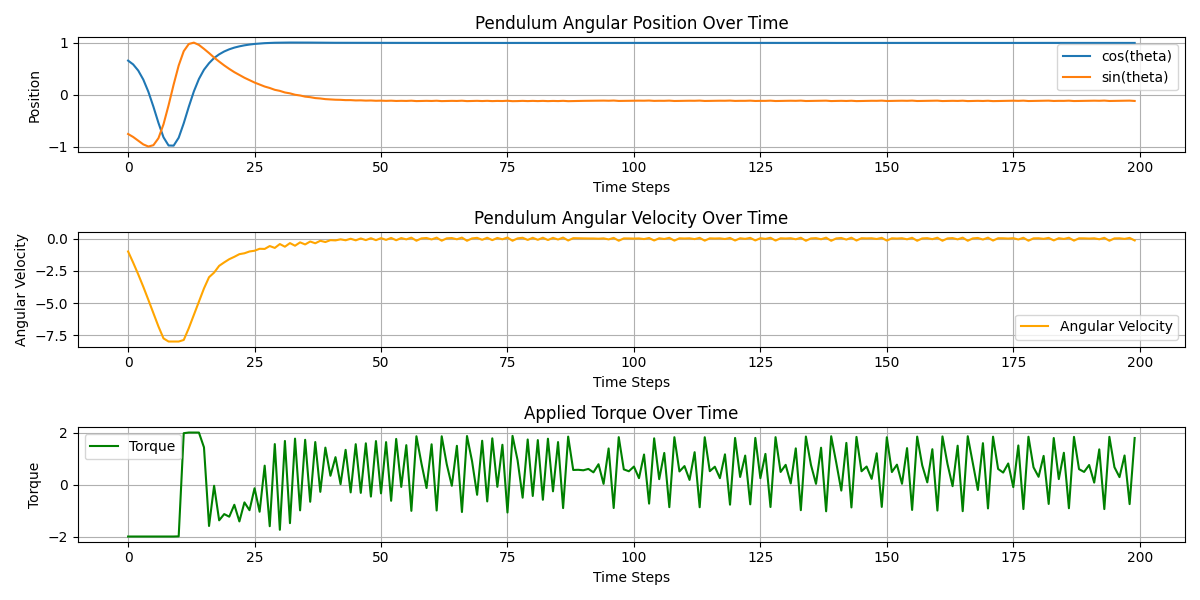 Pendulum Angular Position Over Time
Position
1
0
−1
cos(theta)
sin(theta)
0 25 50 75 100 125 150 175 200
Time Steps
Pendulum Angular Velocity Over Time
Angular Velocity
0.0
−2.5
−5.0
−7.5
Angular Velocity
0 25 50 75 100 125 150 175 200
Time Steps
Applied Torque Over Time
Torque
2
0
−2
Torque
0 25 50 75 100 125 150 175 200
Time Steps